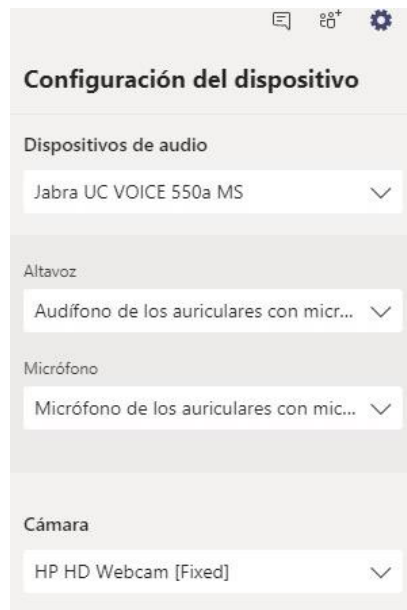 Configuración del dispositivo
Dispositivos de audio
Jabra UC VOICE 550a MS
Altavoz
Audífono de los auriculares con micr...
Micrófono
Micrófono de los auriculares con mic...
Cámara
HP HD Webcam [Fixed]